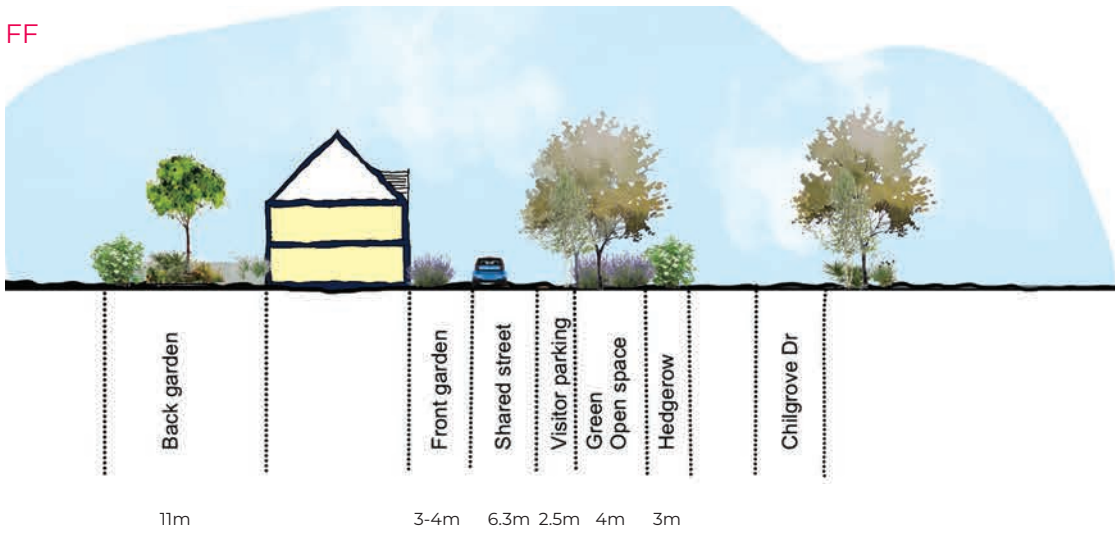 FF
Back garden
Front garden
Shared street
Visitor parking
Green
Open space
Hedgerow
Chilgrove Dr
11m
3-4m
6.3m
2.5m
4m
3m